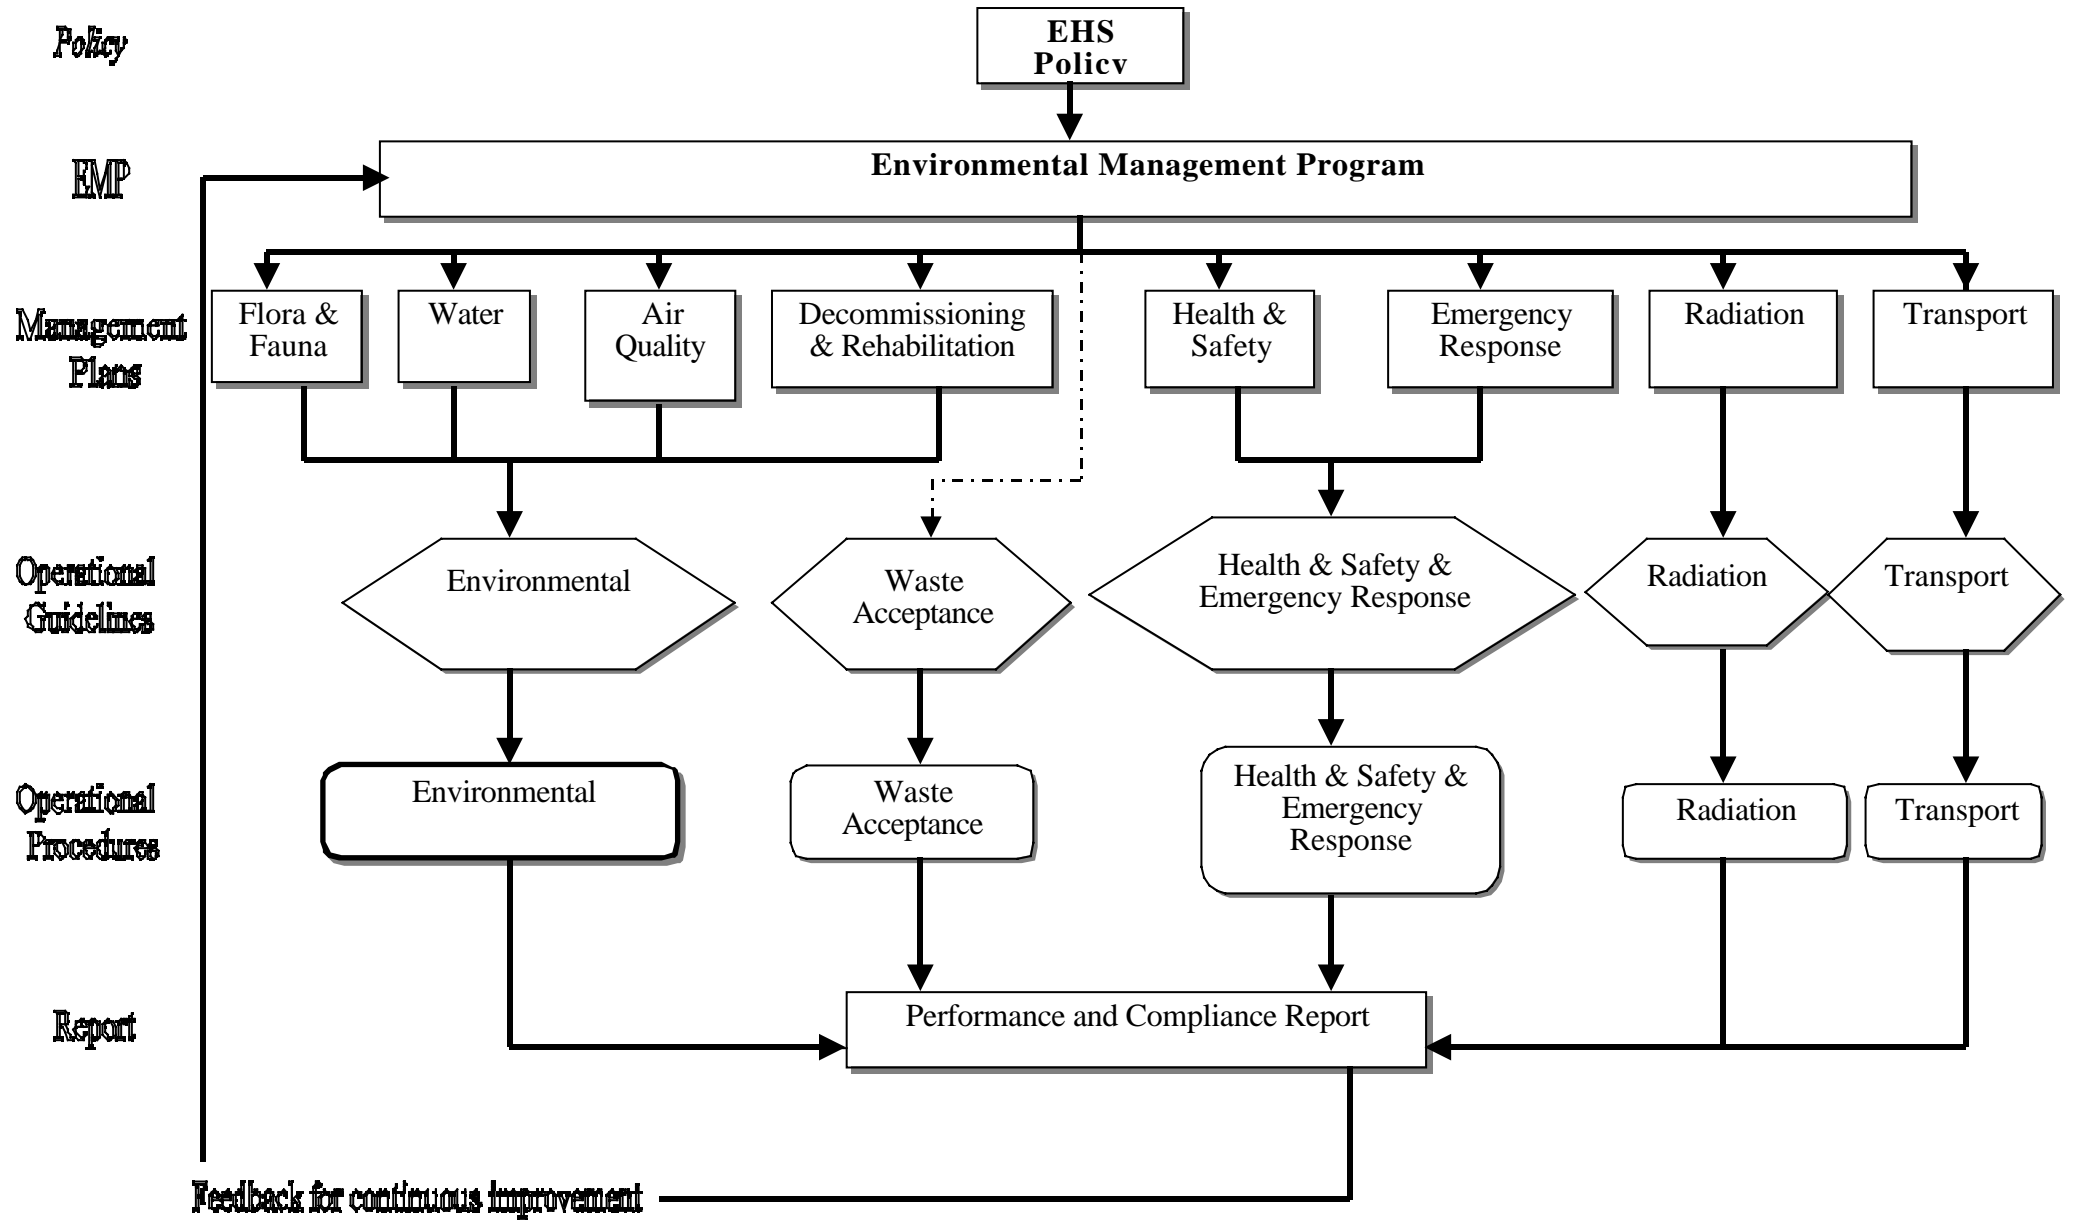 Policy
EHS
Policv
EMP
Environmental Management Program
Management
Plans
Flora &
Fauna
Water
Air
Quality
Decommissioning
& Rehabilitation
Health &
Safety
Emergency
Response
Radiation
Transport
Operational
Guidelines
Environmental
Waste
Acceptance
Health & Safety &
Emergency Response
Radiation
Transport
Operational
Procedures
Environmental
Waste
Acceptance
Health & Safety &
Emergency
Response
Radiation
Transport
Report
Performance and Compliance Report
Feedback for continuous improvement